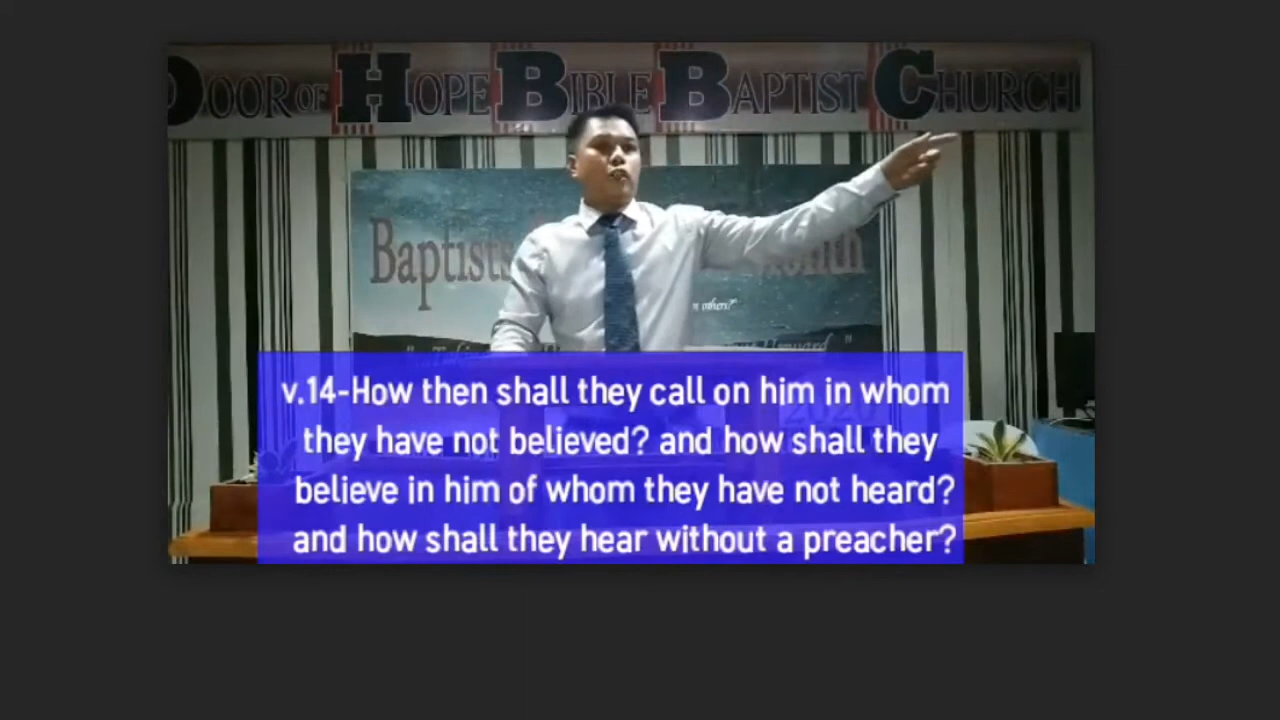 DOOR OF HOPE BIBLE BAPTIST CHURCH
Baptists
others?"
v.14-How then shall they call on him in whom
they have not believed? and how shall they
believe in him of whom they have not heard?
and how shall they hear without a preacher?